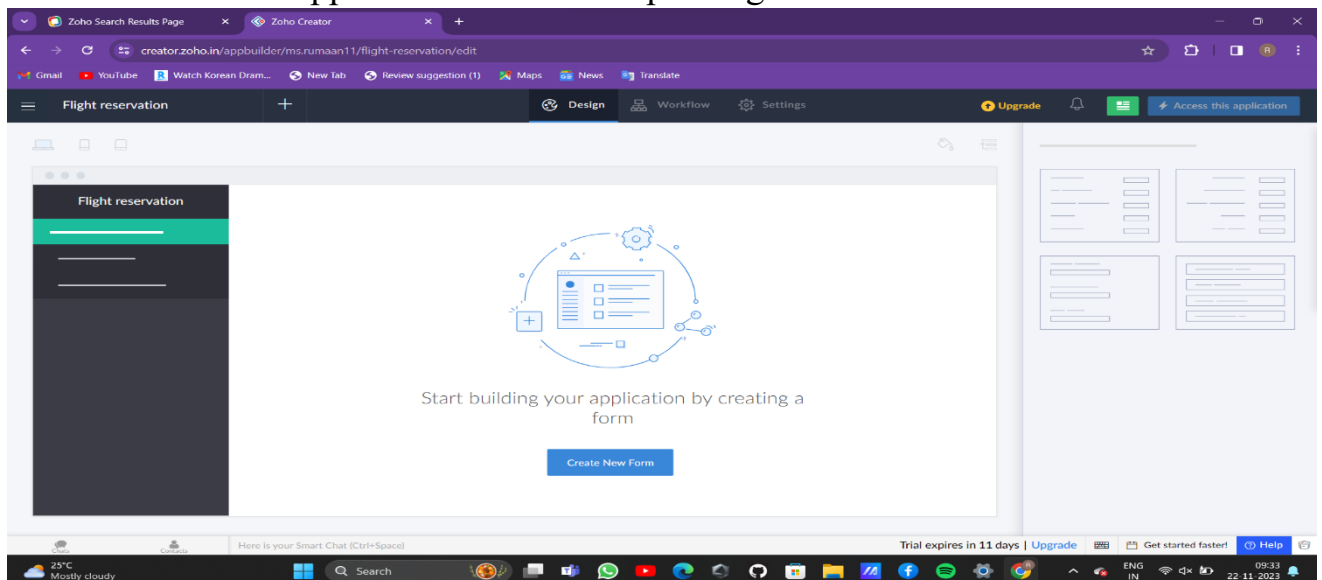 Zoho Search Results Page
Zoho Creator
creator.zoho.in/appbuilder/ms.rumaan11/flight-reservation/edit
R
Gmail YouTube Watch Korean Dram... New Tab Review suggestion (1) Maps News Translate
Flight reservation Design Workflow Settings Upgrade Access this application
Flight reservation
Start building your application by creating a
form
Create New Form
Chats Contacts Here is your Smart Chat (Ctrl+Space) Trial expires in 11 days | Upgrade Get started faster! Help
25°C
Mostly cloudy
Search
ENG
IN
09:33
22-11-2023